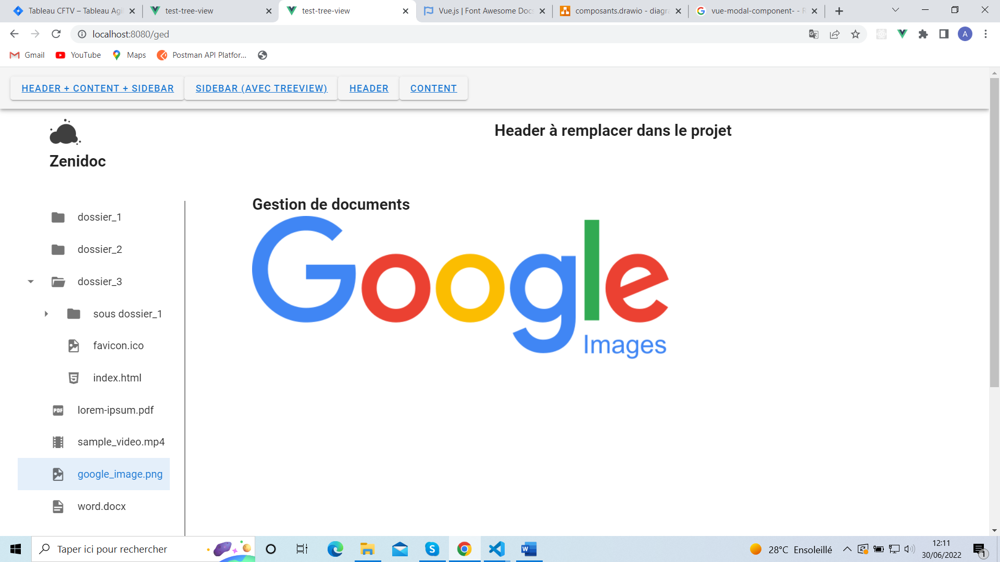 Tableau CFTV – Tableau Agil
test-tree-view
test-tree-view
Vue.js | Font Awesome Docs
composants.drawio - diagra
vue-modal-component- - R
localhost:8080/ged
A
Gmail
YouTube
Maps
Postman API Platfor...
HEADER + CONTENT + SIDEBAR
SIDEBAR (AVEC TREEVIEW)
HEADER
CONTENT
Header à remplacer dans le projet
Zenidoc
Gestion de documents
Google
Images
dossier_1
dossier_2
dossier_3
sous dossier_1
favicon.ico
index.html
PDF
lorem-ipsum.pdf
sample_video.mp4
google_image.png
word.docx
Taper ici pour rechercher
28°C Ensoleillé
12:11
30/06/2022
1